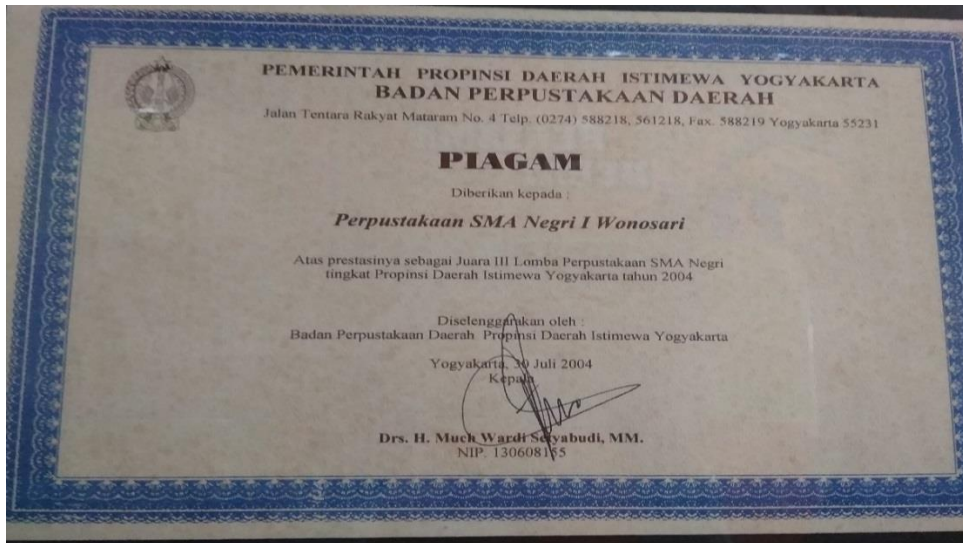 PEMERINTAH PROPINSI DAERAH ISTIMEWA YOGYAKARTA
BADAN PERPUSTAKAAN DAERAH
Jalan Tentara Rakyat Mataram No. 4 Telp. (0274) 588218, 561218, Fax. 588219 Yogyakarta 55231
PIAGAM
Diberikan kepada :
Perpustakaan SMA Negri I Wonosari
Atas prestasinya sebagai Juara III Lomba Perpustakaan SMA Negri
tingkat Propinsi Daerah Istimewa Yogyakarta tahun 2004
Diselenggarakan oleh :
Badan Perpustakaan Daerah Propinsi Daerah Istimewa Yogyakarta
Yogyakarta, 30 Juli 2004
Kepala
Drs. H. Much Wardi Setyabudi, MM.
NIP. 130608155